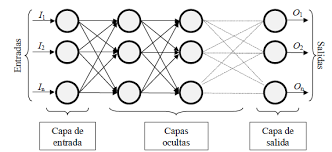 Entradas
I1
I2
In
O1
O2
On
Salidas
Capa de
entrada
Capas
ocultas
Capa de
salida